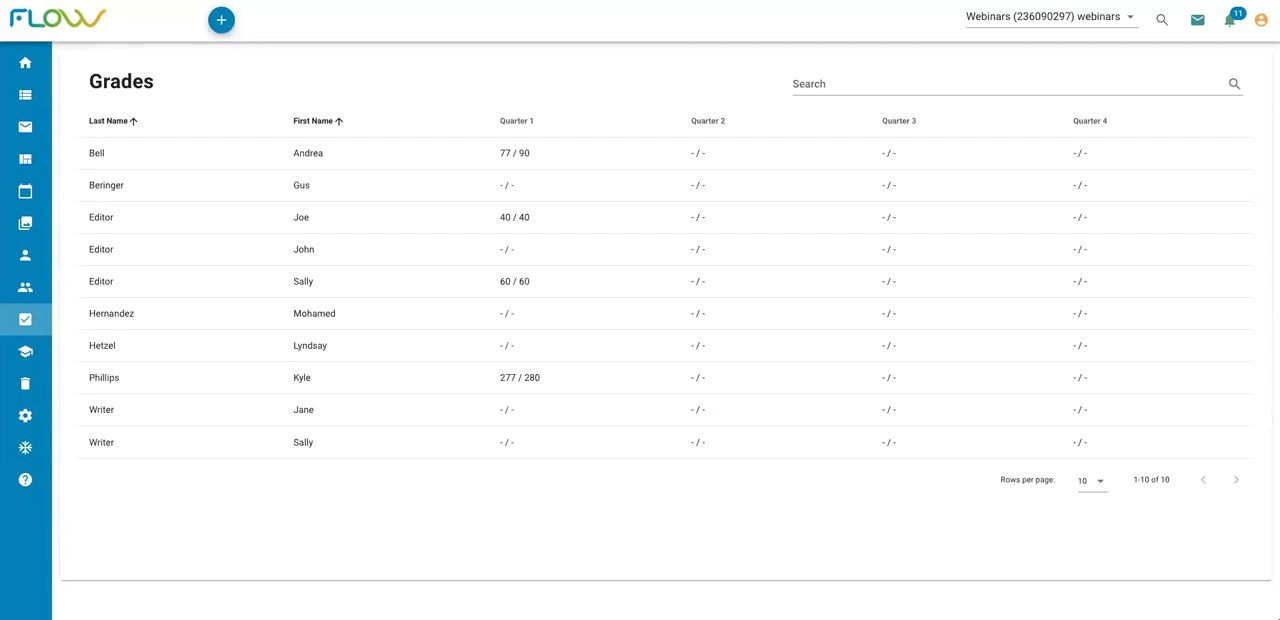 FLOW
+
Webinars (236090297) webinars
11
Grades
Search
Last Name First Name Quarter 1 Quarter 2 Quarter 3 Quarter 4
Bell Andrea 77 / 90 - / - - / - - / -
Beringer Gus - / - - / - - / - - / -
Editor Joe 40 / 40 - / - - / - - / -
Editor John - / - - / - - / - - / -
Editor Sally 60 / 60 - / - - / - - / -
Hernandez Mohamed - / - - / - - / - - / -
Hetzel Lyndsay - / - - / - - / - - / -
Phillips Kyle 277 / 280 - / - - / - - / -
Writer Jane - / - - / - - / - - / -
Writer Sally - / - - / - - / - - / -
Rows per page: 10 1-10 of 10